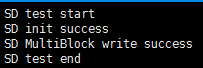 SD test start
SD init success
SD MultiBlock write success
SD test end